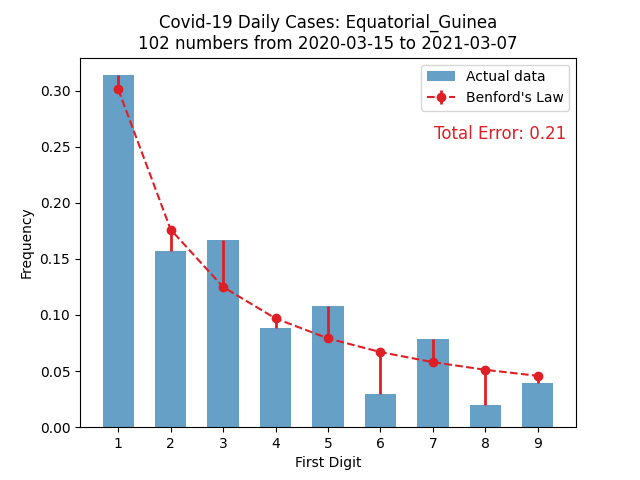 Covid-19 Daily Cases: Equatorial_Guinea
102 numbers from 2020-03-15 to 2021-03-07
Actual data
Benford's Law
Total Error: 0.21
Frequency
0.30
0.25
0.20
0.15
0.10
0.05
0.00
1 2 3 4 5 6 7 8 9
First Digit